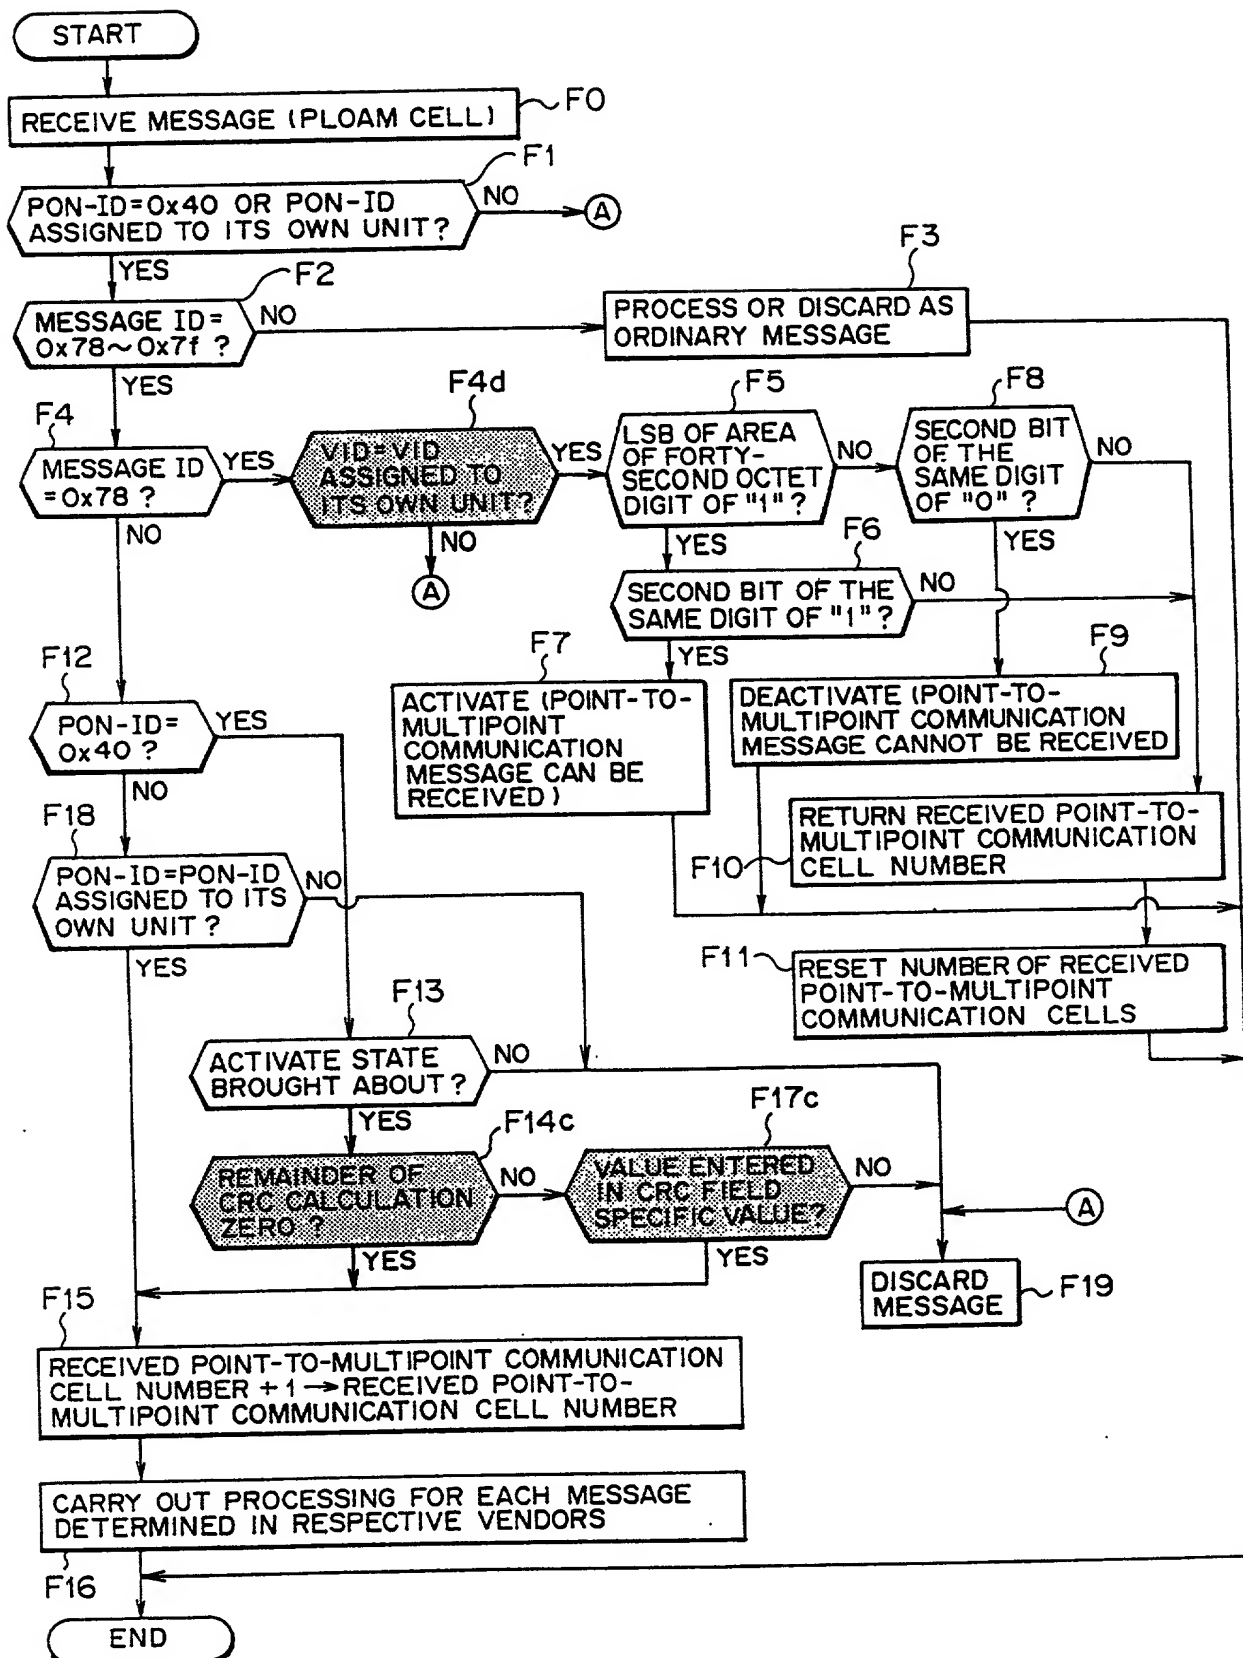 START
RECEIVE MESSAGE (PLOAM CELL)
F0
F1
PON-ID=0x40 OR PON-ID
ASSIGNED TO ITS OWN UNIT?
NO
A
YES
F2
MESSAGE ID=
0x78~0x7f ?
NO
F3
PROCESS OR DISCARD AS
ORDINARY MESSAGE
YES
F4
MESSAGE ID
=0x78 ?
YES
F4d
VID=VID
ASSIGNED TO
ITS OWN UNIT?
YES
F5
LSB OF AREA
OF FORTY-
SECOND OCTET
DIGIT OF "1" ?
NO
F8
SECOND BIT
OF THE
SAME DIGIT
OF "0" ?
NO
NO
NO
A
YES
F6
SECOND BIT OF THE
SAME DIGIT OF "1" ?
NO
YES
YES
F7
ACTIVATE (POINT-TO-
MULTIPOINT
COMMUNICATION
MESSAGE CAN BE
RECEIVED)
F9
DEACTIVATE (POINT-TO-
MULTIPOINT COMMUNICATION
MESSAGE CANNOT BE RECEIVED
F10
RETURN RECEIVED POINT-TO-
MULTIPOINT COMMUNICATION
CELL NUMBER
F11
RESET NUMBER OF RECEIVED
POINT-TO-MULTIPOINT
COMMUNICATION CELLS
F12
PON-ID=
0x40 ?
YES
NO
F18
PON-ID=PON-ID
ASSIGNED TO ITS
OWN UNIT ?
NO
YES
F13
ACTIVATE STATE
BROUGHT ABOUT ?
NO
YES
F14c
REMAINDER OF
CRC CALCULATION
ZERO ?
NO
F17c
VALUE ENTERED
IN CRC FIELD
SPECIFIC VALUE?
NO
A
YES
YES
DISCARD
MESSAGE
F19
F15
RECEIVED POINT-TO-MULTIPOINT COMMUNICATION
CELL NUMBER +1→RECEIVED POINT-TO-
MULTIPOINT COMMUNICATION CELL NUMBER
CARRY OUT PROCESSING FOR EACH MESSAGE
DETERMINED IN RESPECTIVE VENDORS
F16
END